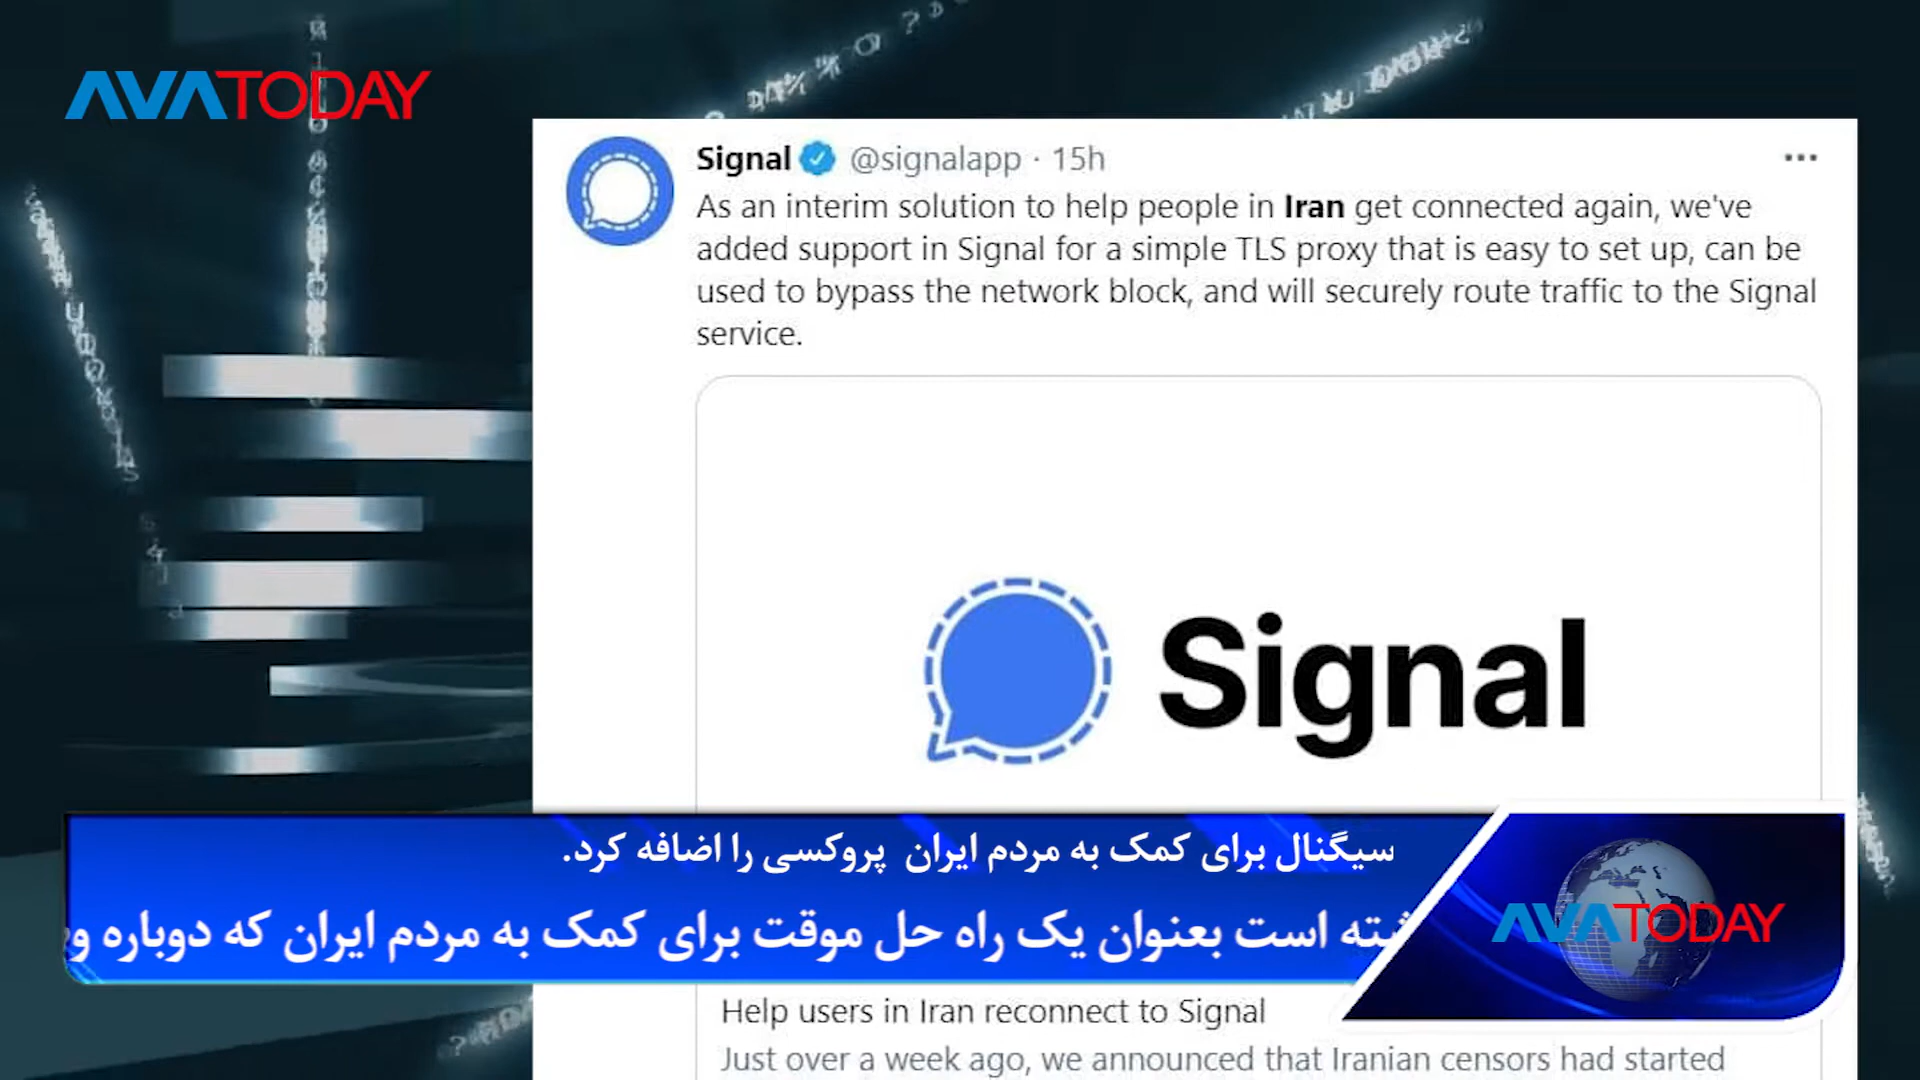 AVATODAY
Signal @signalapp · 15h
As an interim solution to help people in Iran get connected again, we've
added support in Signal for a simple TLS proxy that is easy to set up, can be
used to bypass the network block, and will securely route traffic to the Signal
service.
Signal
سیگنال برای کمک به مردم ایران پروکسی را اضافه کرد.
است بعنوان یک راه حل موقت برای کمک به مردم ایران که دوباره
AVATODAY
Help users in Iran reconnect to Signal
Just over a week ago, we announced that Iranian censors had started